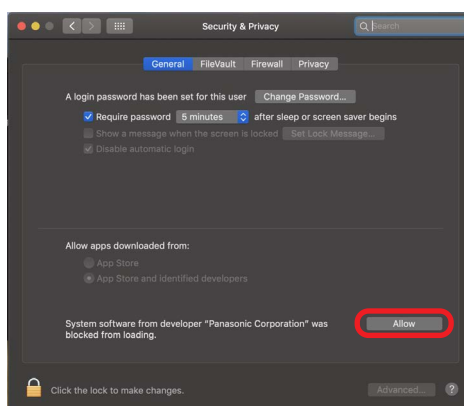 Security & Privacy
Search
General FileVault Firewall Privacy
A login password has been set for this user Change Password...
Require password 5 minutes after sleep or screen saver begins
Show a message when the screen is locked Set Lock Message...
Disable automatic login
Allow apps downloaded from:
App Store
App Store and identified developers
System software from developer “Panasonic Corporation” was Allow
blocked from loading.
Click the lock to make changes. Advanced... ?